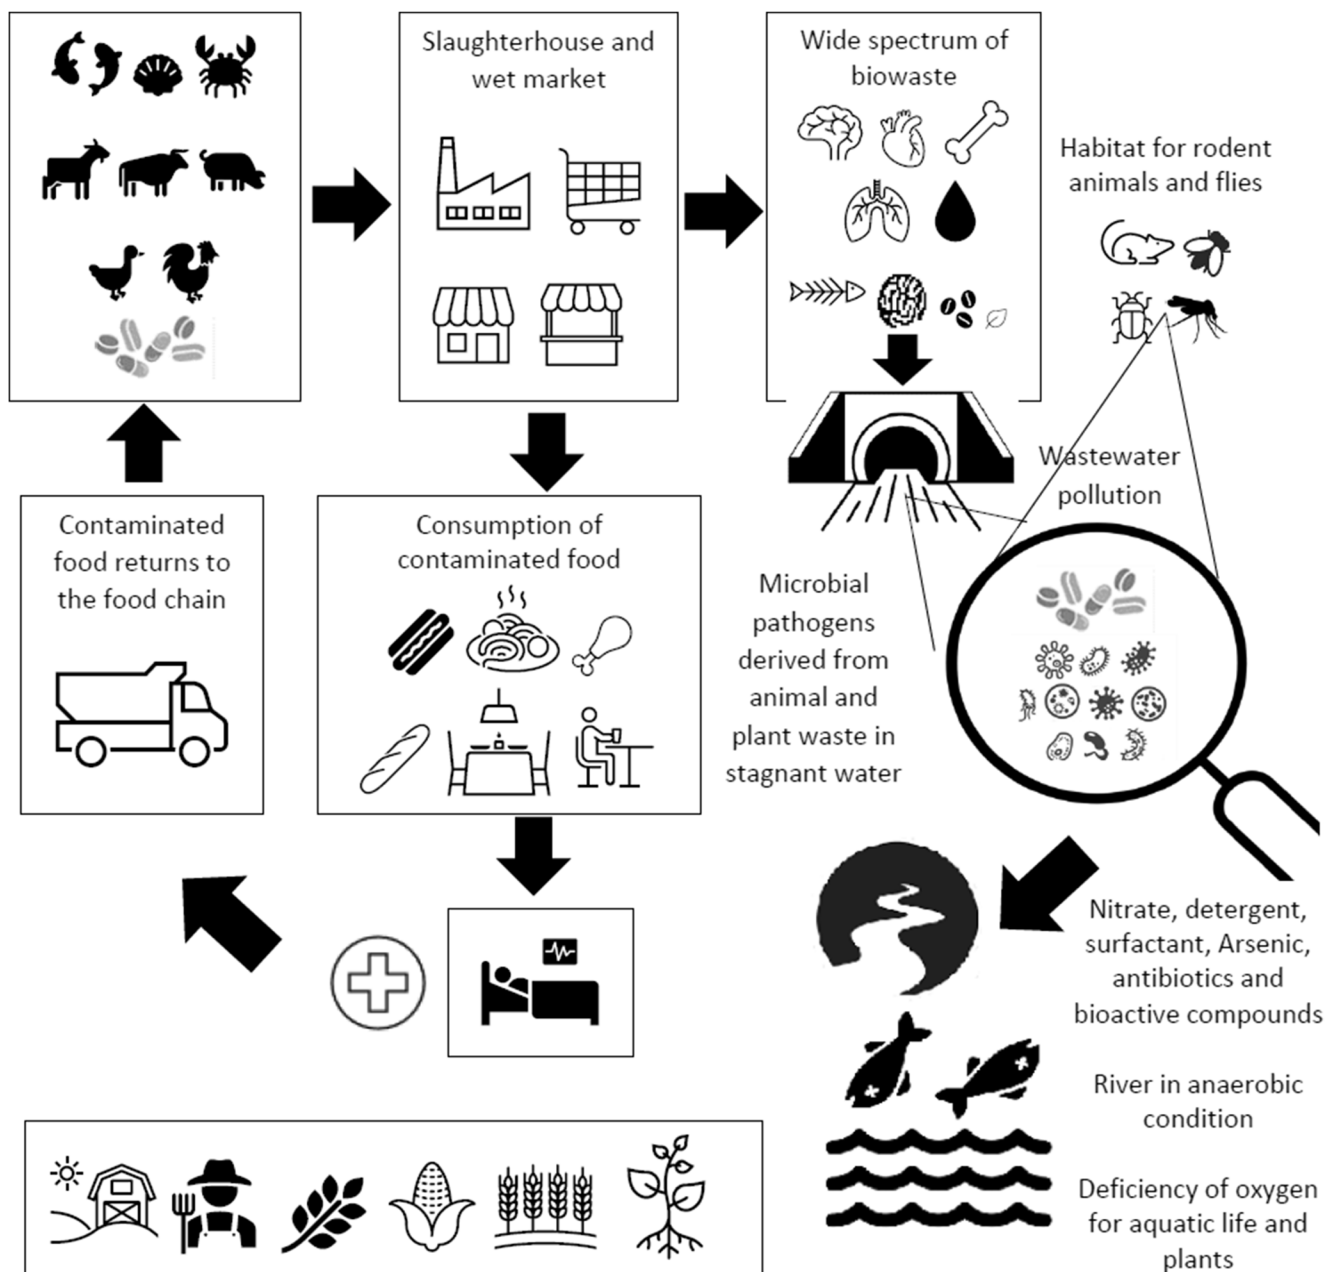 Slaughterhouse and
wet market
Wide spectrum of
biowaste
Habitat for rodent
animals and flies
Wastewater
pollution
Contaminated
food returns to
the food chain
Consumption of
contaminated food
Microbial
pathogens
derived from
animal and
plant waste in
stagnant water
Nitrate, detergent,
surfactant, Arsenic,
antibiotics and
bioactive compounds
River in anaerobic
condition
Deficiency of oxygen
for aquatic life and
plants